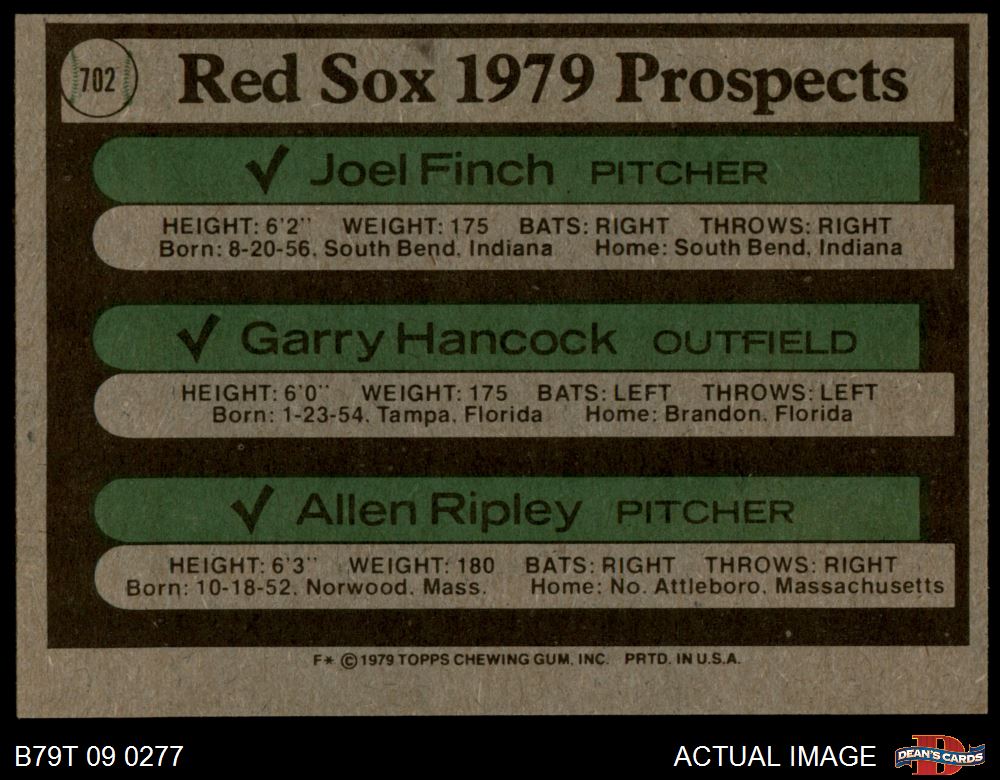 702
Red Sox 1979 Prospects
✓ Joel Finch PITCHER
HEIGHT: 6'2" WEIGHT: 175 BATS: RIGHT THROWS: RIGHT
Born: 8-20-56, South Bend, Indiana Home: South Bend, Indiana
✓ Garry Hancock OUTFIELD
HEIGHT: 6'0" WEIGHT: 175 BATS: LEFT THROWS: LEFT
Born: 1-23-54, Tampa, Florida Home: Brandon, Florida
✓ Allen Ripley PITCHER
HEIGHT: 6'3" WEIGHT: 180 BATS: RIGHT THROWS: RIGHT
Born: 10-18-52, Norwood, Mass. Home: No. Attleboro, Massachusetts
F* © 1979 TOPPS CHEWING GUM, INC. PRTD. IN U.S.A.
B79T 09 0277
ACTUAL IMAGE
D
DEAN'S CARDS